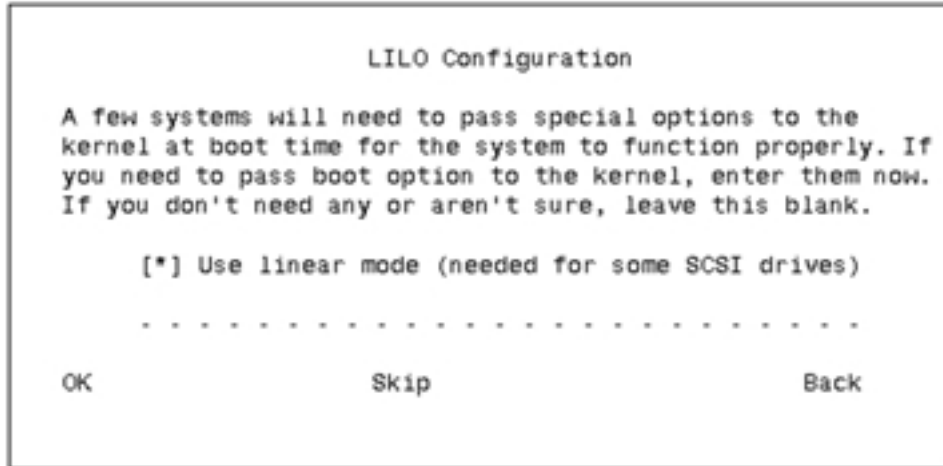 LILO Configuration
A few systems will need to pass special options to the
kernel at boot time for the system to function properly. If
you need to pass boot option to the kernel, enter them now.
If you don't need any or aren't sure, leave this blank.
[*] Use linear mode (needed for some SCSI drives)
- - - - - - - - - - - - - - - - - - - - - - - - -
OK Skip Back